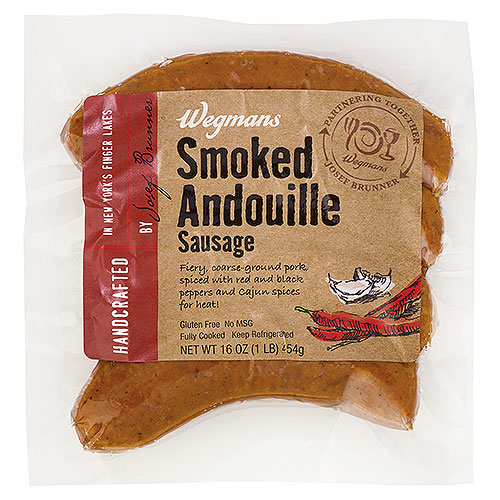 Wegmans
Smoked
Andouille
Sausage
Fiery, coarse-ground pork,
spiced with red and black
peppers and Cajun spices
for heat!
Gluten Free No MSG
Fully Cooked Keep Refrigerated
NET WT 16 OZ (1 LB) 454g
HANDCRAFTED
IN NEW YORK'S FINGER LAKES
BY Josef Brunner
PARTNERING TOGETHER
Wegmans
JOSEF BRUNNER